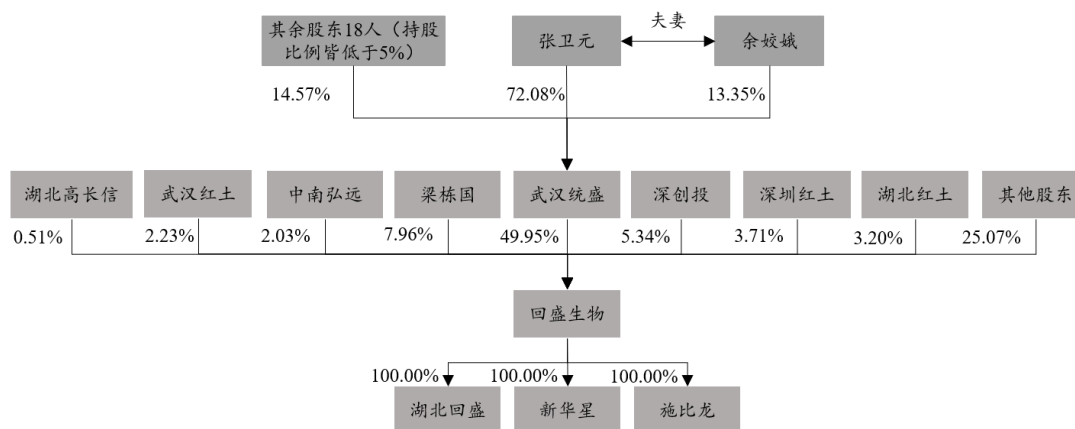 其余股东18人（持股
比例皆低于5%）
张卫元
夫妻
余姣娥
14.57%
72.08%
13.35%
湖北高长信
武汉红土
中南弘远
梁栋国
武汉统盛
深创投
深圳红土
湖北红土
其他股东
0.51%
2.23%
2.03%
7.96%
49.95%
5.34%
3.71%
3.20%
25.07%
回盛生物
100.00%
100.00%
100.00%
湖北回盛
新华星
施比龙